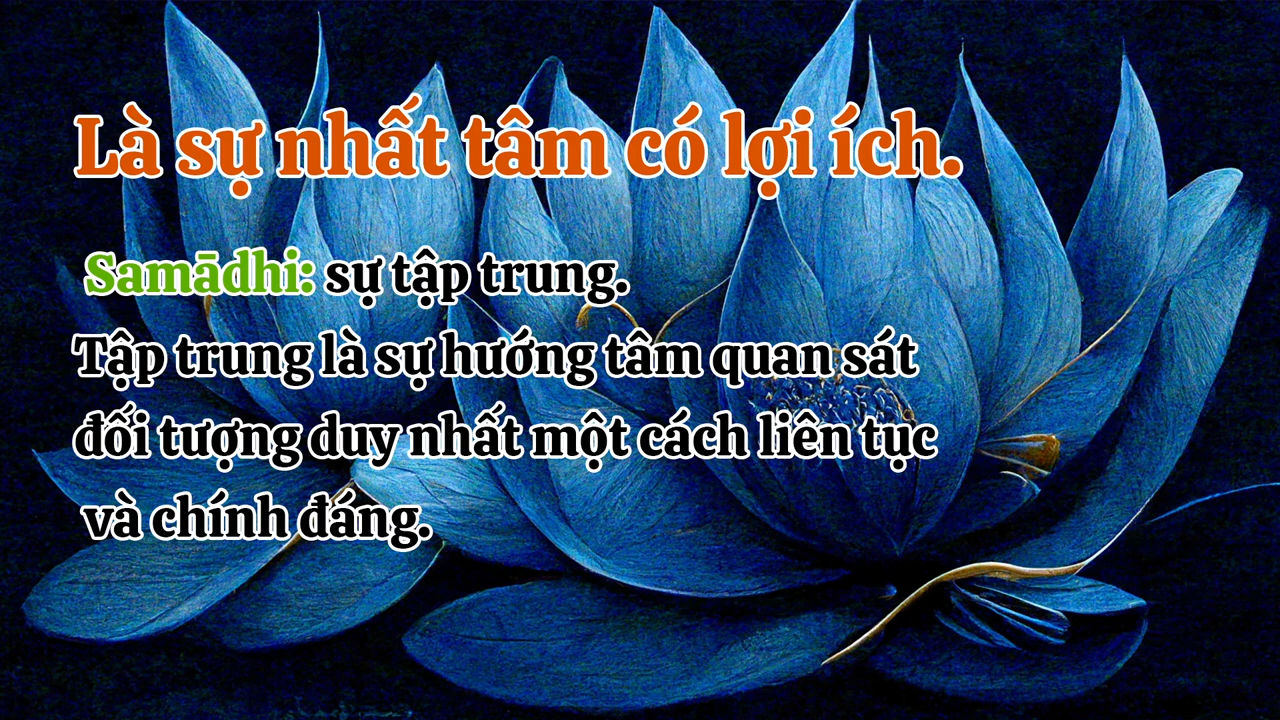 Là sự nhất tâm có lợi ích.
Samādhi: sự tập trung.
Tập trung là sự hướng tâm quan sát
đối tượng duy nhất một cách liên tục
và chính đáng.